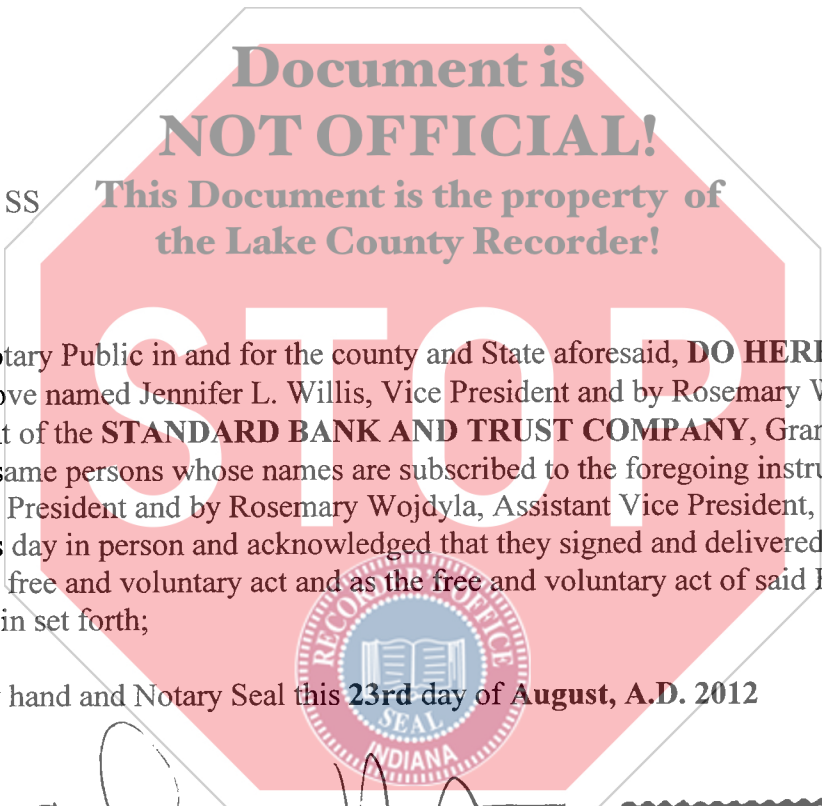 Document is
NOT OFFICIAL!
SS
This Document is the property of
the Lake County Recorder!
STOP
tary Public in and for the county and State aforesaid, DO HERE
ve named Jennifer L. Willis, Vice President and by Rosemary W
t of the STANDARD BANK AND TRUST COMPANY, Gran
same persons whose names are subscribed to the foregoing instru
President and by Rosemary Wojdyla, Assistant Vice President,
s day in person and acknowledged that they signed and delivered
free and voluntary act and as the free and voluntary act of said
in set forth;
RECORDER OFFICE
SEAL
INDIANA
hand and Notary Seal this 23rd day of August, A.D. 2012